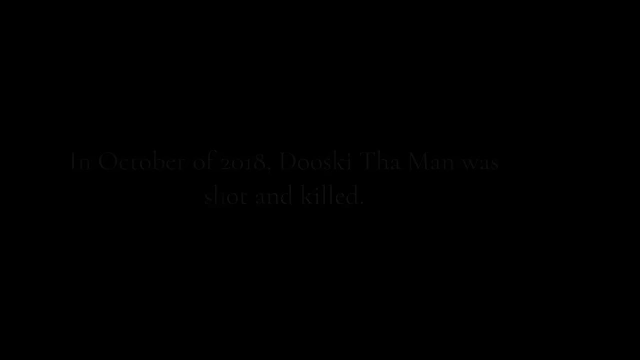 In October of 2018, Dooski Tha Man was
shot and killed.